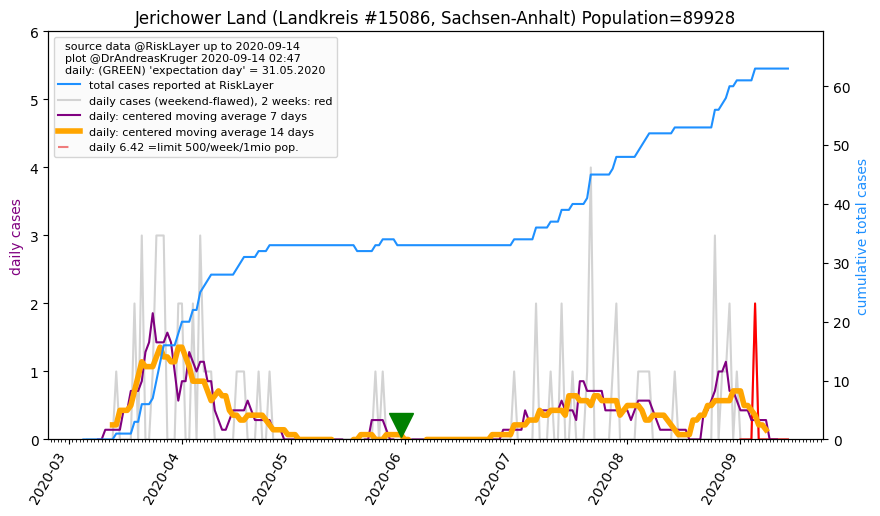 Jerichower Land (Landkreis #15086, Sachsen-Anhalt) Population=89928
source data @RiskLayer up to 2020-09-14
plot @DrAndreasKruger 2020-09-14 02:47
daily: (GREEN) 'expectation day' = 31.05.2020
total cases reported at RiskLayer
daily cases (weekend-flawed), 2 weeks: red
daily: centered moving average 7 days
daily: centered moving average 14 days
daily 6.42 =limit 500/week/1mio pop.
daily cases
6
5
4
3
2
1
0
cumulative total cases
60
50
40
30
20
10
0
2020-03
2020-04
2020-05
2020-06
2020-07
2020-08
2020-09